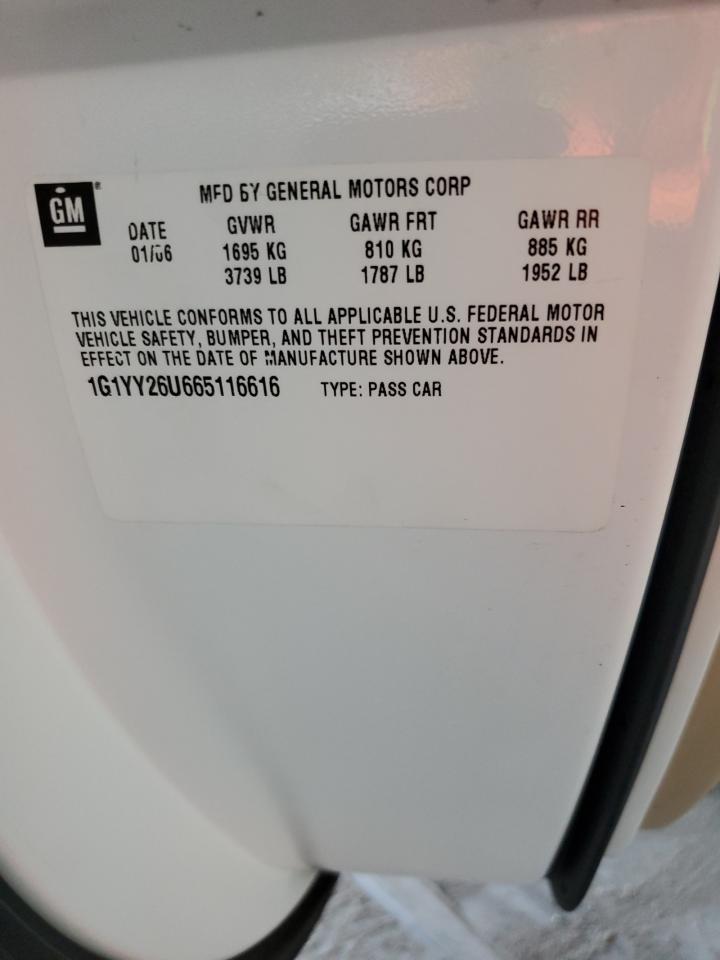 GM
MFD BY GENERAL MOTORS CORP
DATE GVWR GAWR FRT GAWR RR
01/06 1695 KG 810 KG 885 KG
3739 LB 1787 LB 1952 LB
THIS VEHICLE CONFORMS TO ALL APPLICABLE U.S. FEDERAL MOTOR
VEHICLE SAFETY, BUMPER, AND THEFT PREVENTION STANDARDS IN
EFFECT ON THE DATE OF MANUFACTURE SHOWN ABOVE.
1G1YY26U665116616 TYPE: PASS CAR